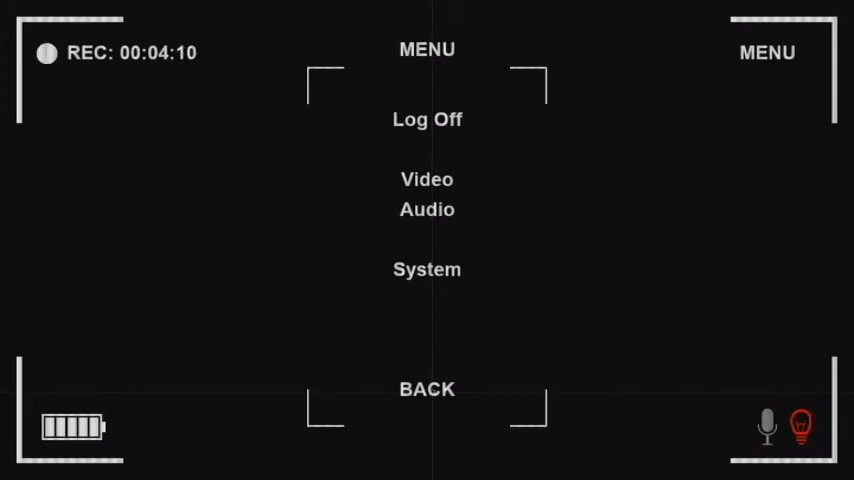 REC: 00:04:10
MENU
MENU
Log Off
Video
Audio
System
BACK